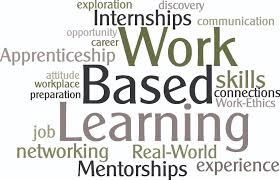 exploration discovery
Internships communication
opportunity
career
Work
Apprenticeship
attitude
workplace
preparation
Based
skills
connections
Work-Ethics
Learning
job
networking Real-World
Mentorships experience